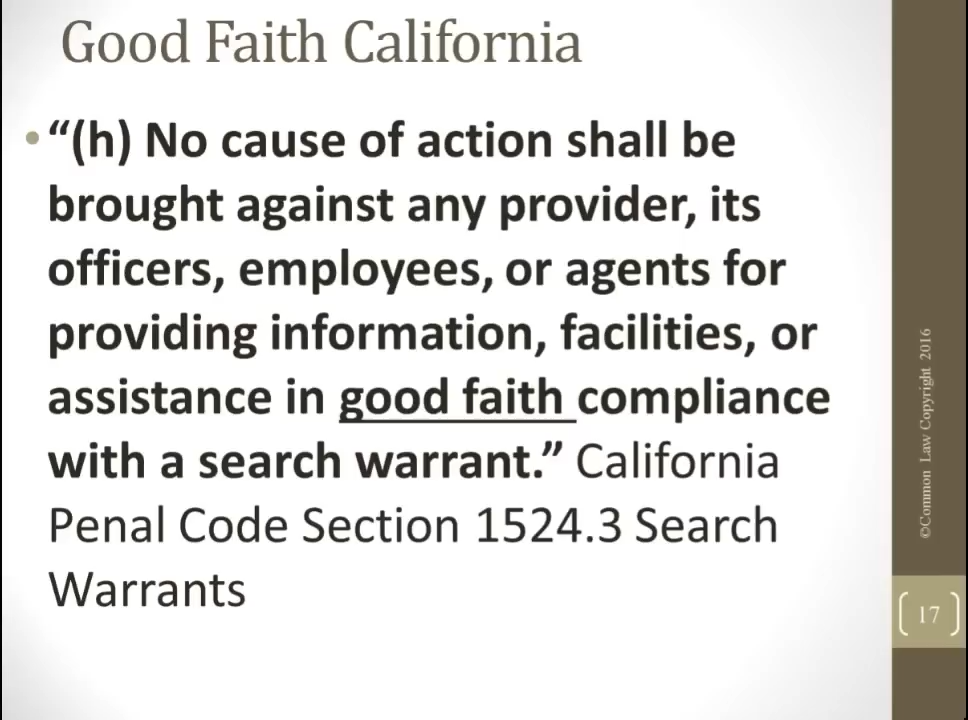 Good Faith California
• “(h) No cause of action shall be
brought against any provider, its
officers, employees, or agents for
providing information, facilities, or
assistance in good faith compliance
with a search warrant.” California
Penal Code Section 1524.3 Search
Warrants
©Common Law Copyright 2016
17